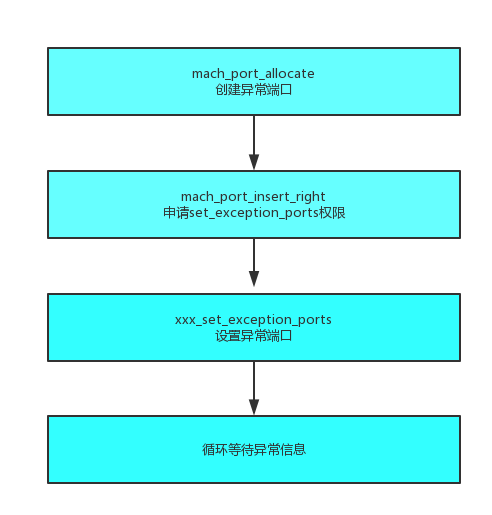 mach_port_allocate
创建异常端口
mach_port_insert_right
申请set_exception_ports权限
xxx_set_exception_ports
设置异常端口
循环等待异常信息